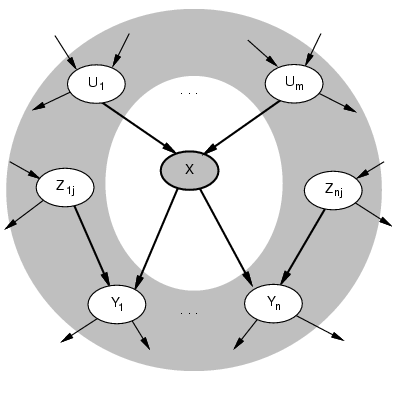 U1 ... Um
X
Z1j Znj
Y1 ... Yn